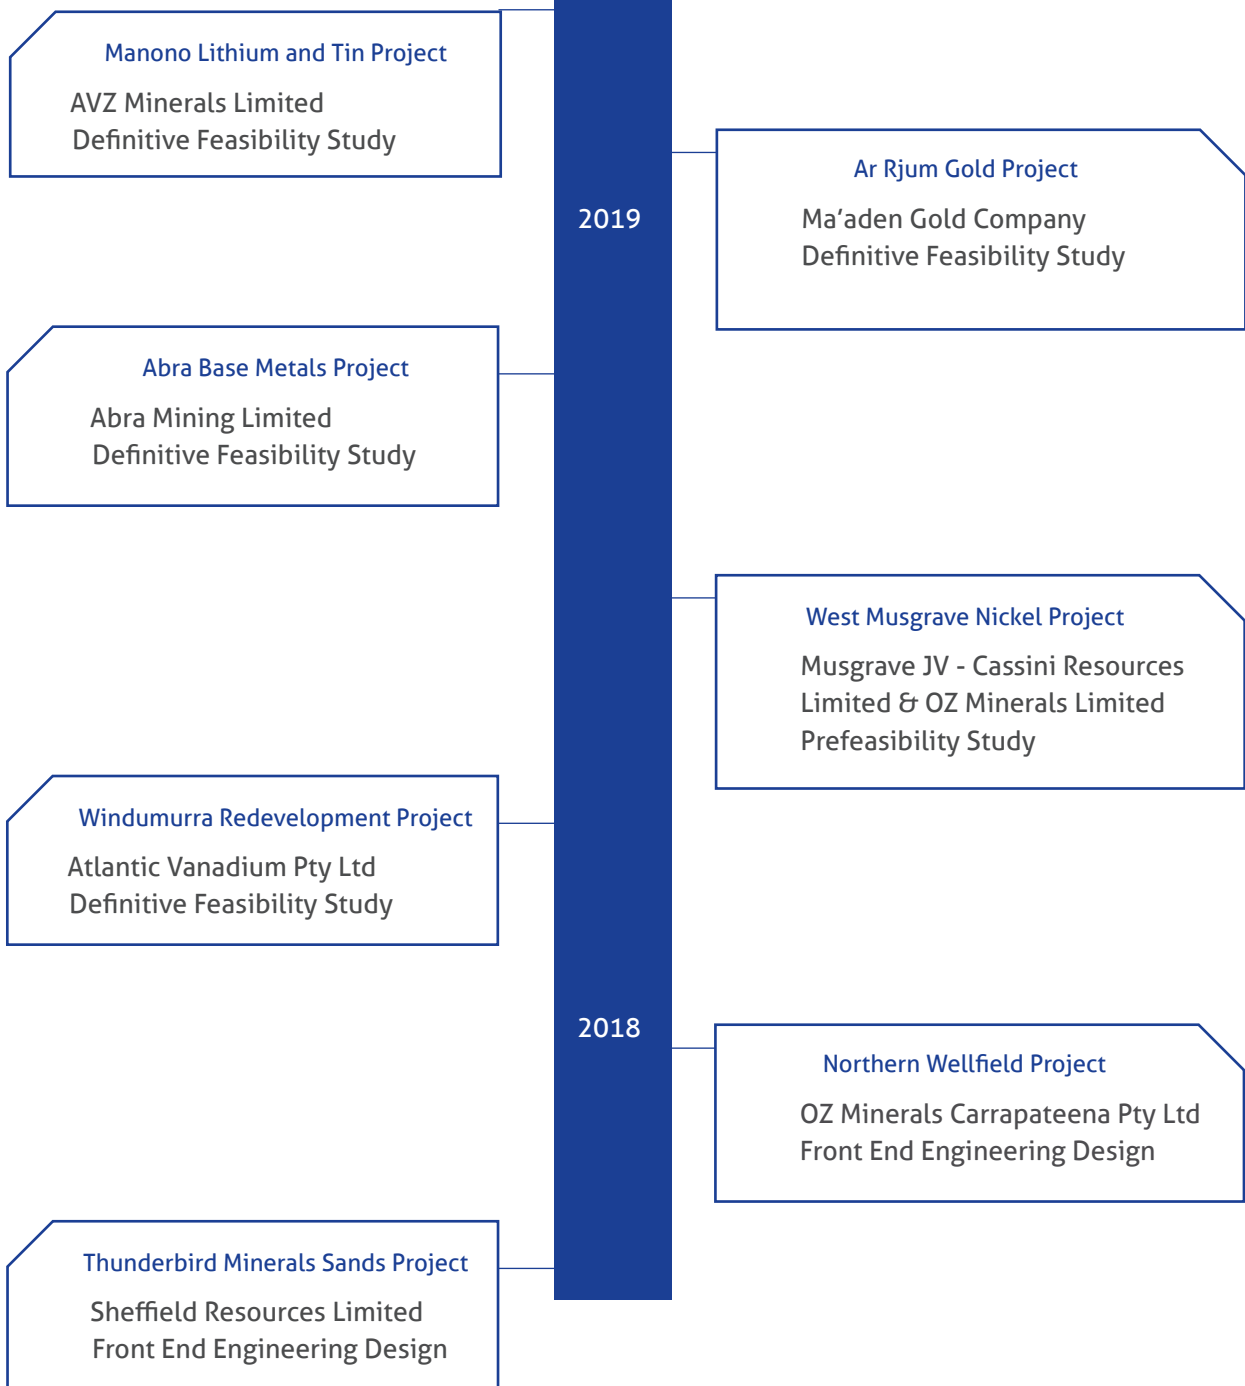 Manono Lithium and Tin Project
AVZ Minerals Limited
Definitive Feasibility Study
Ar Rjum Gold Project
Ma’aden Gold Company
Definitive Feasibility Study
2019
Abra Base Metals Project
Abra Mining Limited
Definitive Feasibility Study
West Musgrave Nickel Project
Musgrave JV - Cassini Resources
Limited & OZ Minerals Limited
Prefeasibility Study
Windumurra Redevelopment Project
Atlantic Vanadium Pty Ltd
Definitive Feasibility Study
2018
Northern Wellfield Project
OZ Minerals Carrapateena Pty Ltd
Front End Engineering Design
Thunderbird Minerals Sands Project
Sheffield Resources Limited
Front End Engineering Design